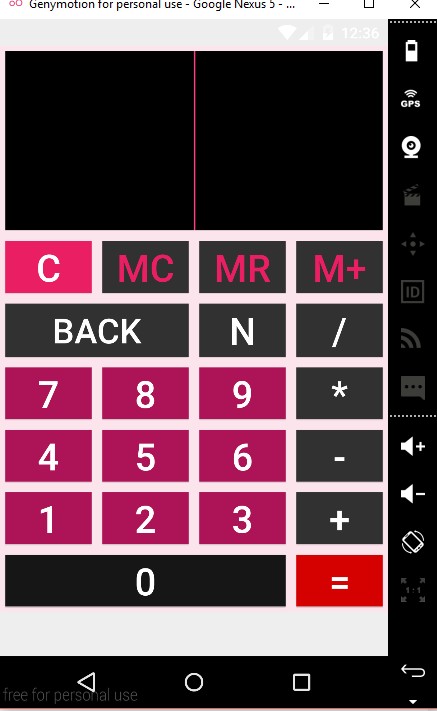 Genymotion for personal use - Google Nexus 5 - ...
12:36
GPS
C MC MR M+
ID
BACK N /
7 8 9 *
4 5 6 -
1 2 3 +
0 =
1:1
free for personal use